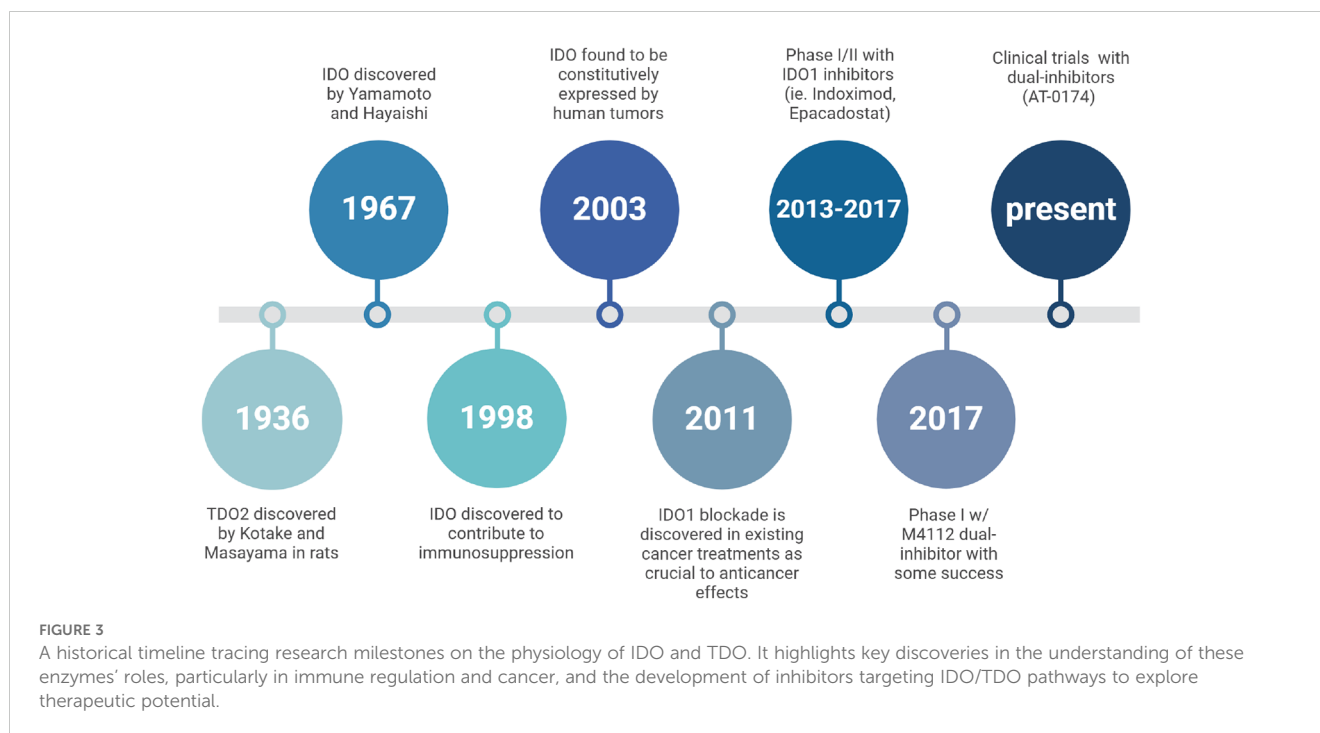 IDO discovered
by Yamamoto
and Hayaishi
1967
IDO found to be
constitutively
expressed by
human tumors
2003
Phase I/II with
IDO1 inhibitors
(ie. Indoximod,
Epacadostat)
2013-2017
Clinical trials with
dual-inhibitors
(AT-0174)
present
1936
TDO2 discovered
by Kotake and
Masayama in rats
1998
IDO discovered to
contribute to
immunosuppression
2011
IDO1 blockade is
discovered in existing
cancer treatments as
crucial to anticancer
effects
2017
Phase I w/
M4112 dual-
inhibitor with
some success
FIGURE 3
A historical timeline tracing research milestones on the physiology of IDO and TDO. It highlights key discoveries in the understanding of these
enzymes’ roles, particularly in immune regulation and cancer, and the development of inhibitors targeting IDO/TDO pathways to explore
therapeutic potential.